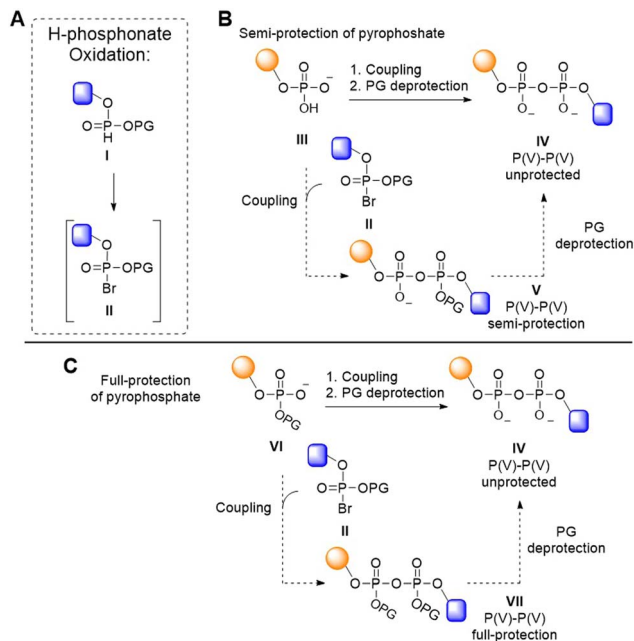 A
H-phosphonate
Oxidation:
O
O=P-OPG
H
I
O
O=P-OPG
Br
II
B
Semi-protection of pyrophoshate
O
O-P-O−
OH
III
1. Coupling
2. PG deprotection
O O
O-P-O-P-O
O− O−
IV
P(V)-P(V)
unprotected
Coupling
O
O=P-OPG
Br
II
PG
deprotection
O O
O-P-O-P-O
O− OPG
V
P(V)-P(V)
semi-protection
C
Full-protection
of pyrophosphate
O
O-P-O−
OPG
VI
1. Coupling
2. PG deprotection
O O
O-P-O-P-O
O− O−
IV
P(V)-P(V)
unprotected
Coupling
O
O=P-OPG
Br
II
PG
deprotection
O O
O-P-O-P-O
OPG OPG
VII
P(V)-P(V)
full-protection